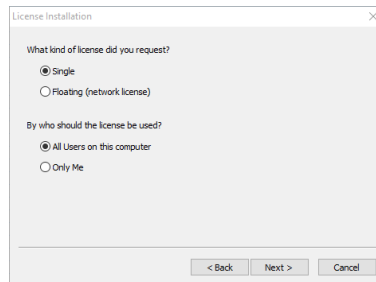 License Installation
What kind of license did you request?
Single
Floating (network license)
By who should the license be used?
All Users on this computer
Only Me
< Back Next > Cancel